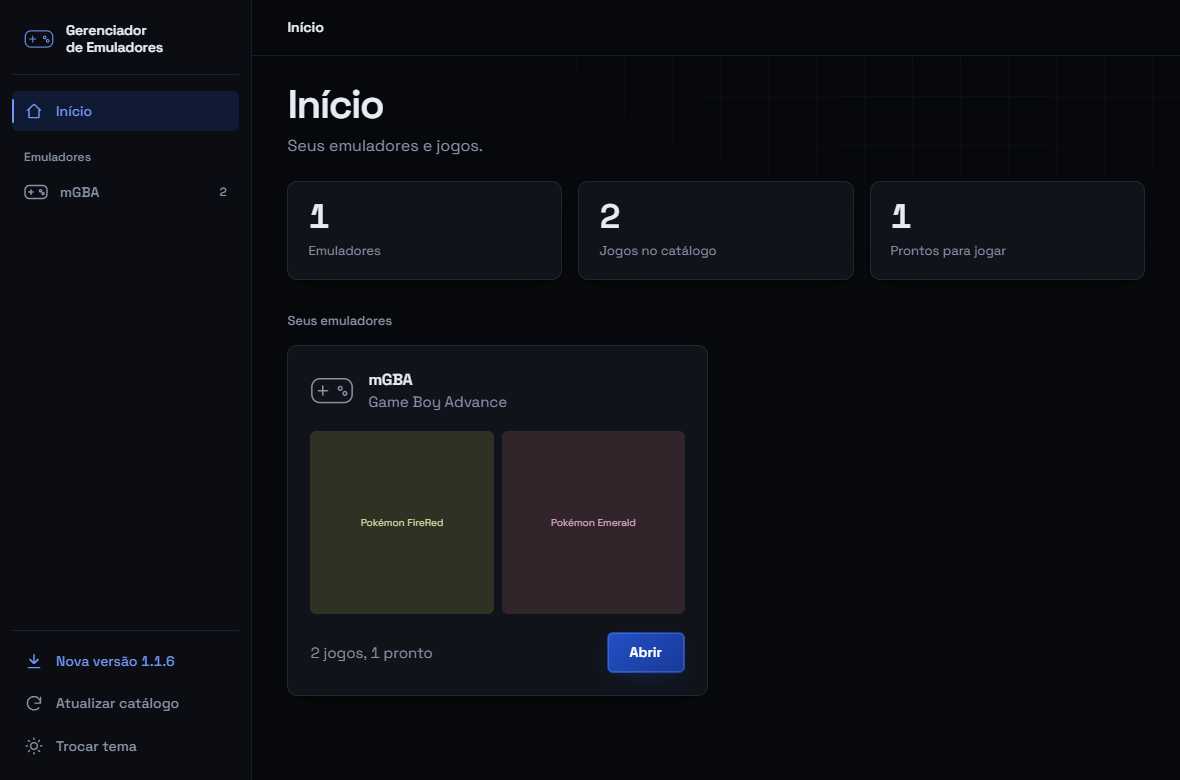 Gerenciador
de Emuladores
Início
Emuladores
mGBA
2
Nova versão 1.1.6
Atualizar catálogo
Trocar tema
Início
Início
Seus emuladores e jogos.
1
Emuladores
2
Jogos no catálogo
1
Prontos para jogar
Seus emuladores
mGBA
Game Boy Advance
Pokémon FireRed
Pokémon Emerald
2 jogos, 1 pronto
Abrir